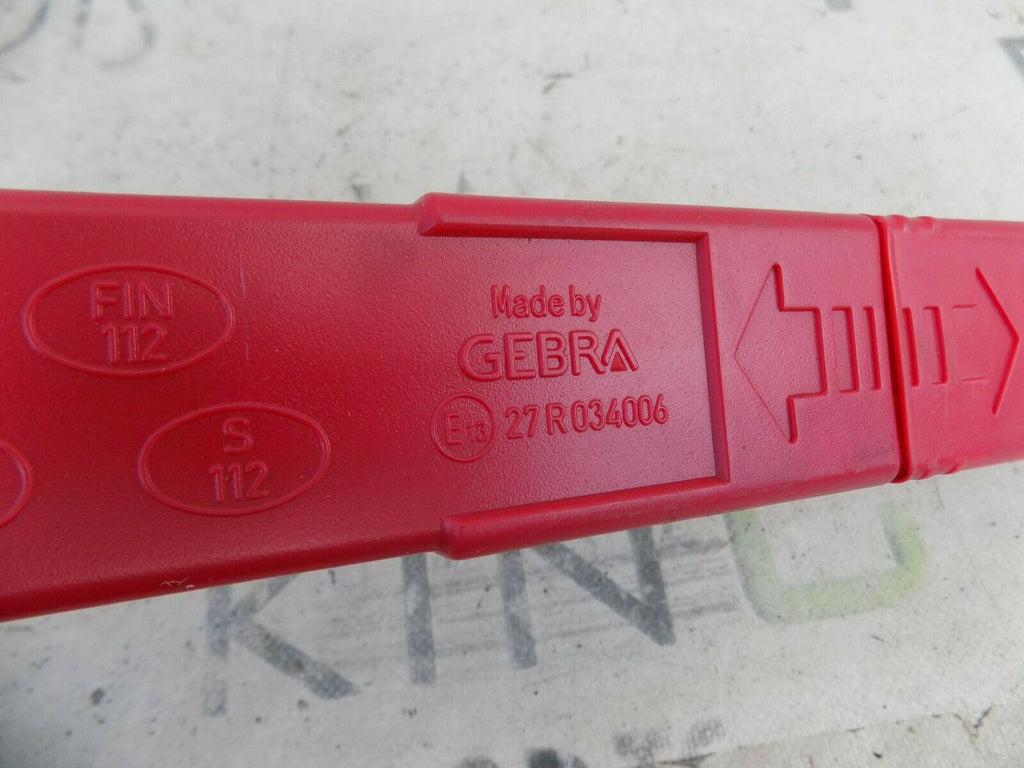 FIN
112
S
112
Made by
GEBRA
E13 27 R 034006
KINO